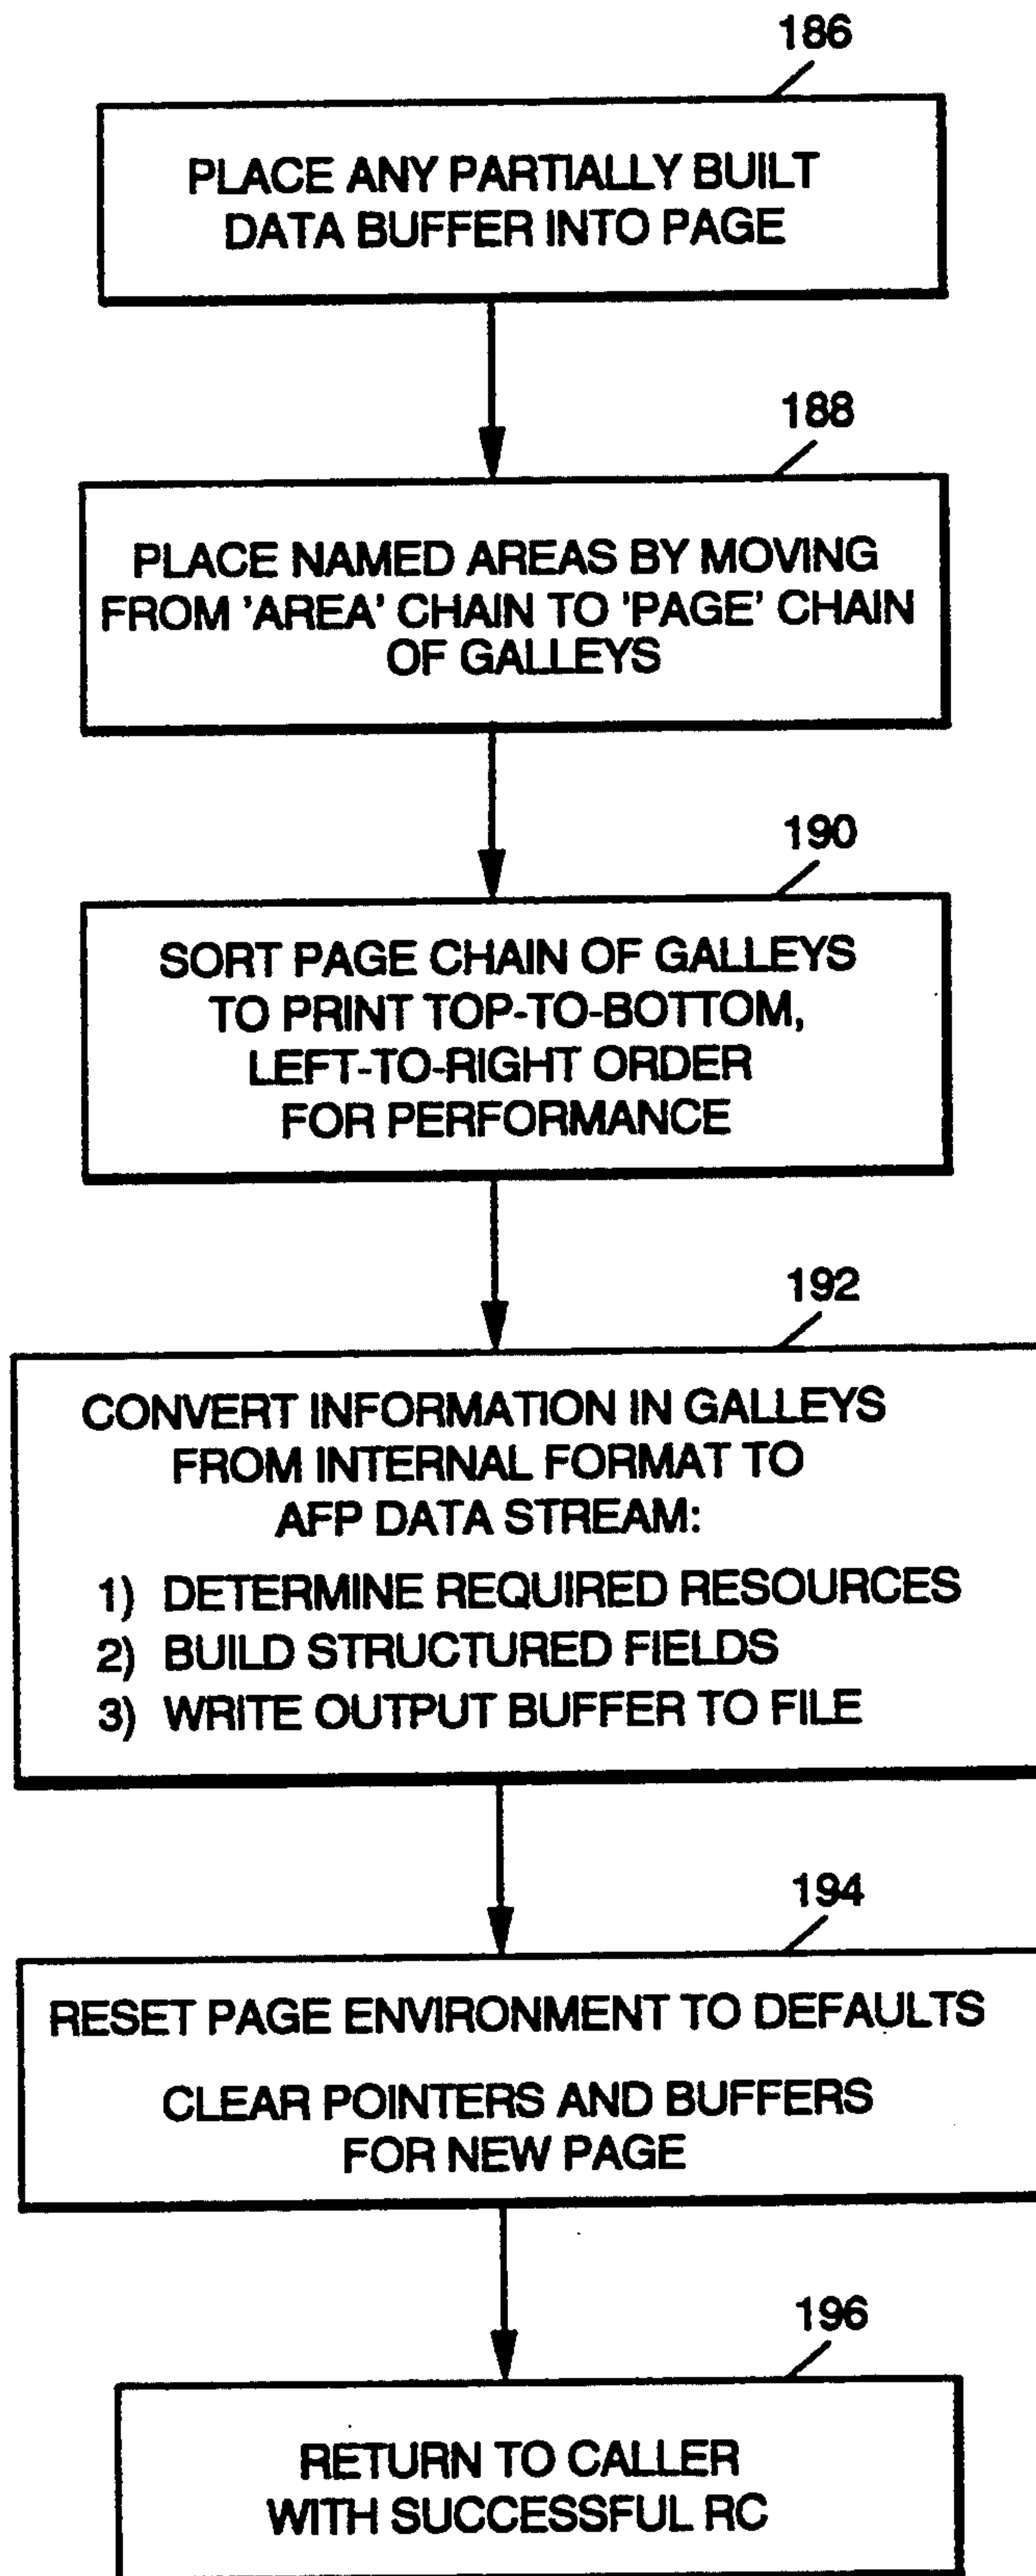 186
PLACE ANY PARTIALLY BUILT
DATA BUFFER INTO PAGE
188
PLACE NAMED AREAS BY MOVING
FROM 'AREA' CHAIN TO 'PAGE' CHAIN
OF GALLEYS
190
SORT PAGE CHAIN OF GALLEYS
TO PRINT TOP-TO-BOTTOM,
LEFT-TO-RIGHT ORDER
FOR PERFORMANCE
192
CONVERT INFORMATION IN GALLEYS
FROM INTERNAL FORMAT TO
AFP DATA STREAM:
1) DETERMINE REQUIRED RESOURCES
2) BUILD STRUCTURED FIELDS
3) WRITE OUTPUT BUFFER TO FILE
194
RESET PAGE ENVIRONMENT TO DEFAULTS
CLEAR POINTERS AND BUFFERS
FOR NEW PAGE
196
RETURN TO CALLER
WITH SUCCESSFUL RC